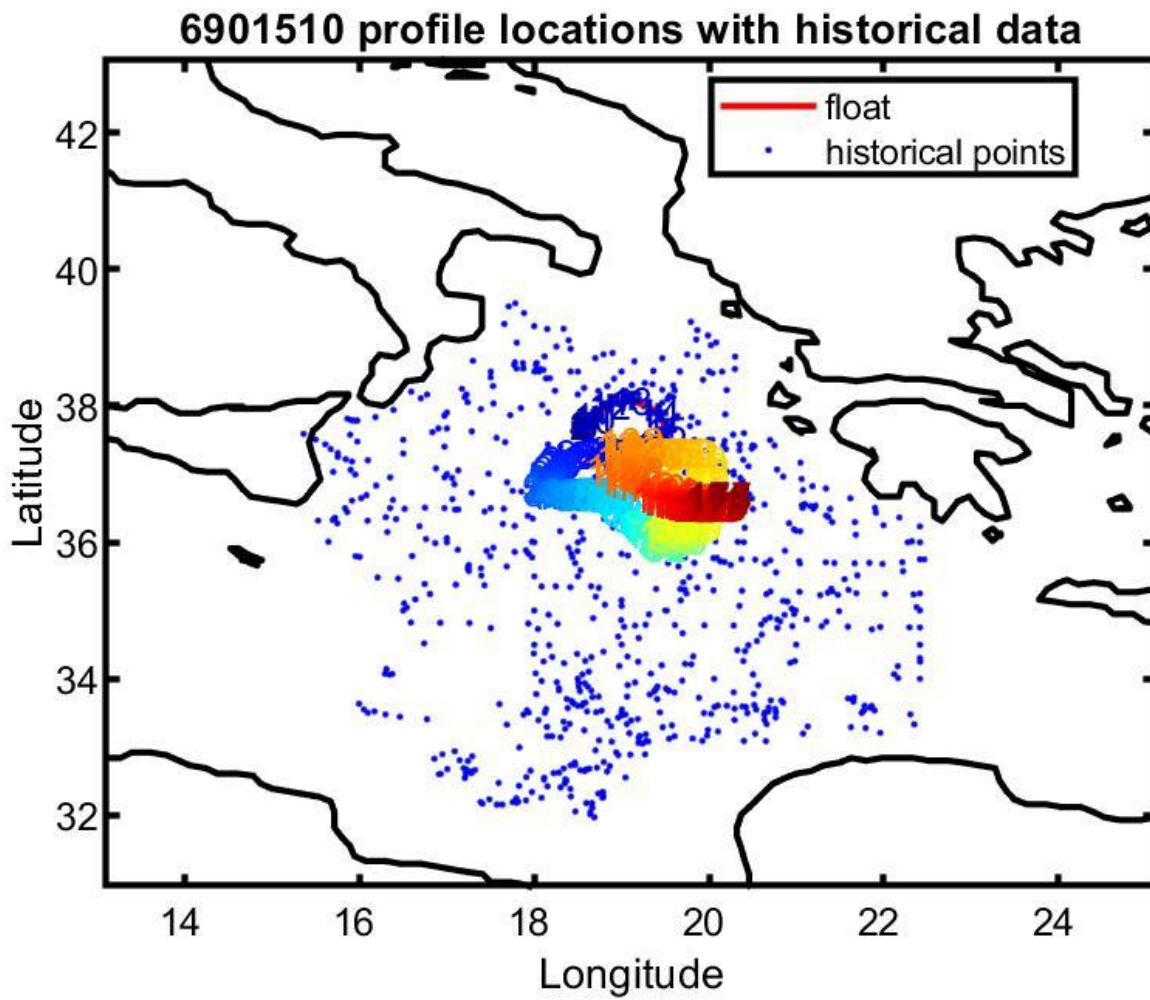 6901510 profile locations with historical data
float
historical points
42
40
38
36
34
32
Latitude
14 16 18 20 22 24
Longitude